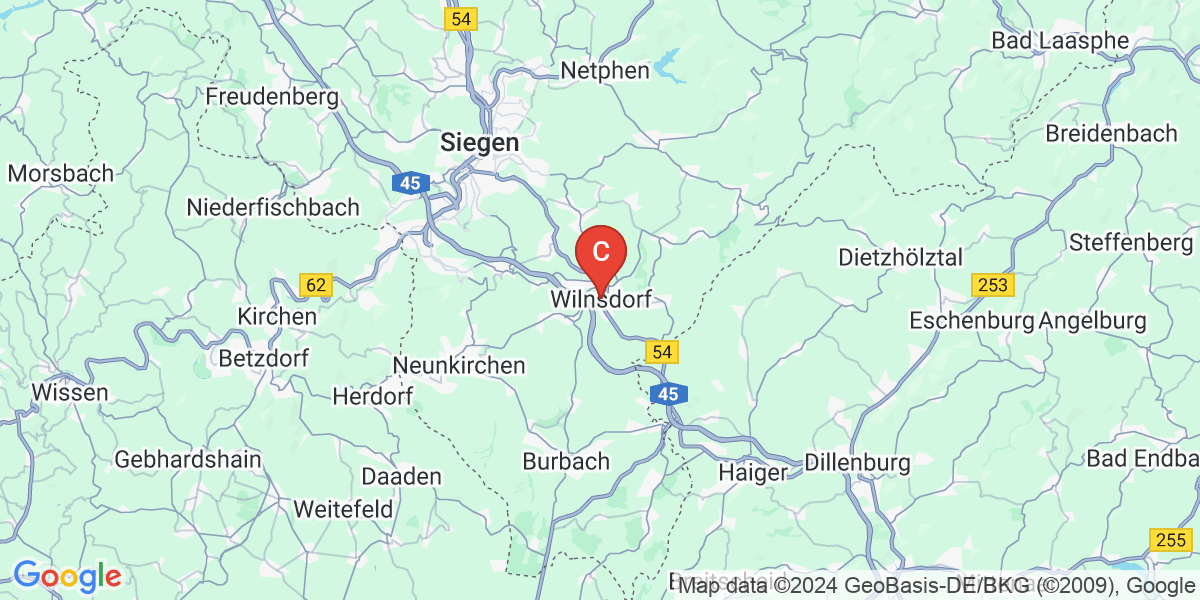 54
Bad Laasphe
Netphen
Freudenberg
Breidenbach
Siegen
Morsbach
45
Niederfischbach
Steffenberg
C
Dietzhölztal
62
253
Wilnsdorf
Kirchen
Eschenburg
Angelburg
Betzdorf
54
Neunkirchen
Wissen
Herdorf
45
Gebhardshain
Burbach
Dillenburg
Bad Endba
Daaden
Haiger
Weitefeld
255
Google
Map data ©2024 GeoBasis-DE/BKG (©2009), Google